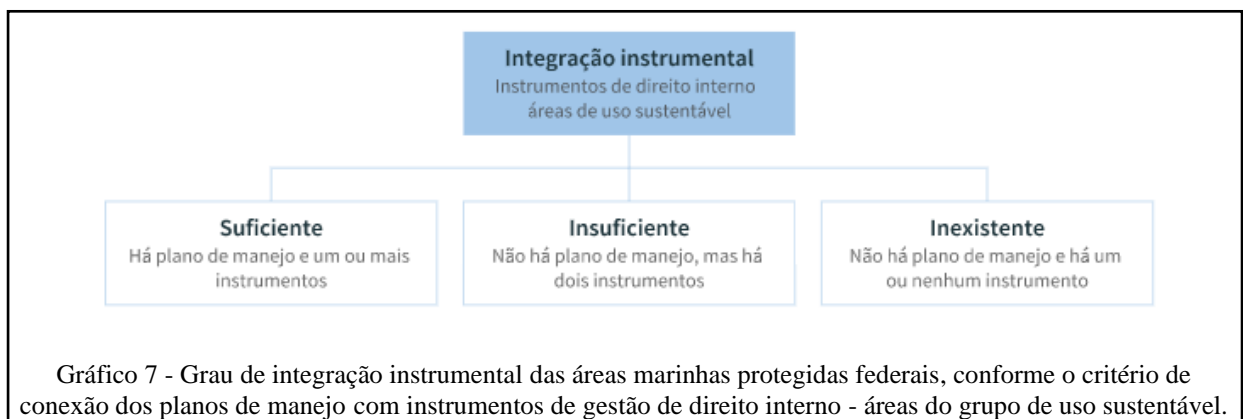 Integração instrumental
Instrumentos de direito interno
áreas de uso sustentável
Suficiente
Há plano de manejo e um ou mais
instrumentos
Insuficiente
Não há plano de manejo, mas há
dois instrumentos
Inexistente
Não há plano de manejo e há um
ou nenhum instrumento
Gráfico 7 - Grau de integração instrumental das áreas marinhas protegidas federais, conforme o critério de
conexão dos planos de manejo com instrumentos de gestão de direito interno - áreas do grupo de uso sustentável.